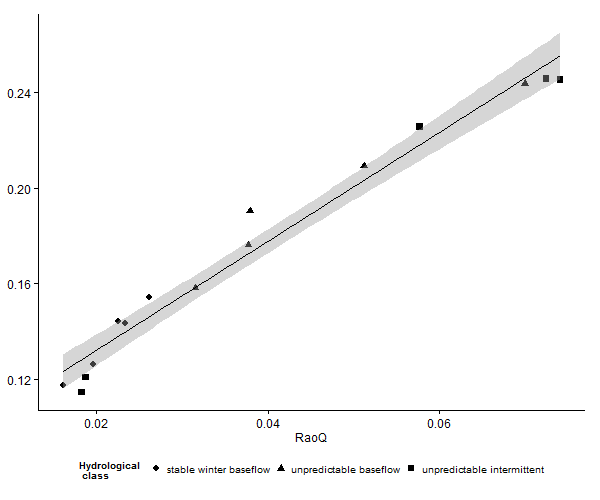 0.24
0.20
0.16
0.12
0.02 0.04 0.06
RaoQ
Hydrological class stable winter baseflow unpredictable baseflow unpredictable intermittent